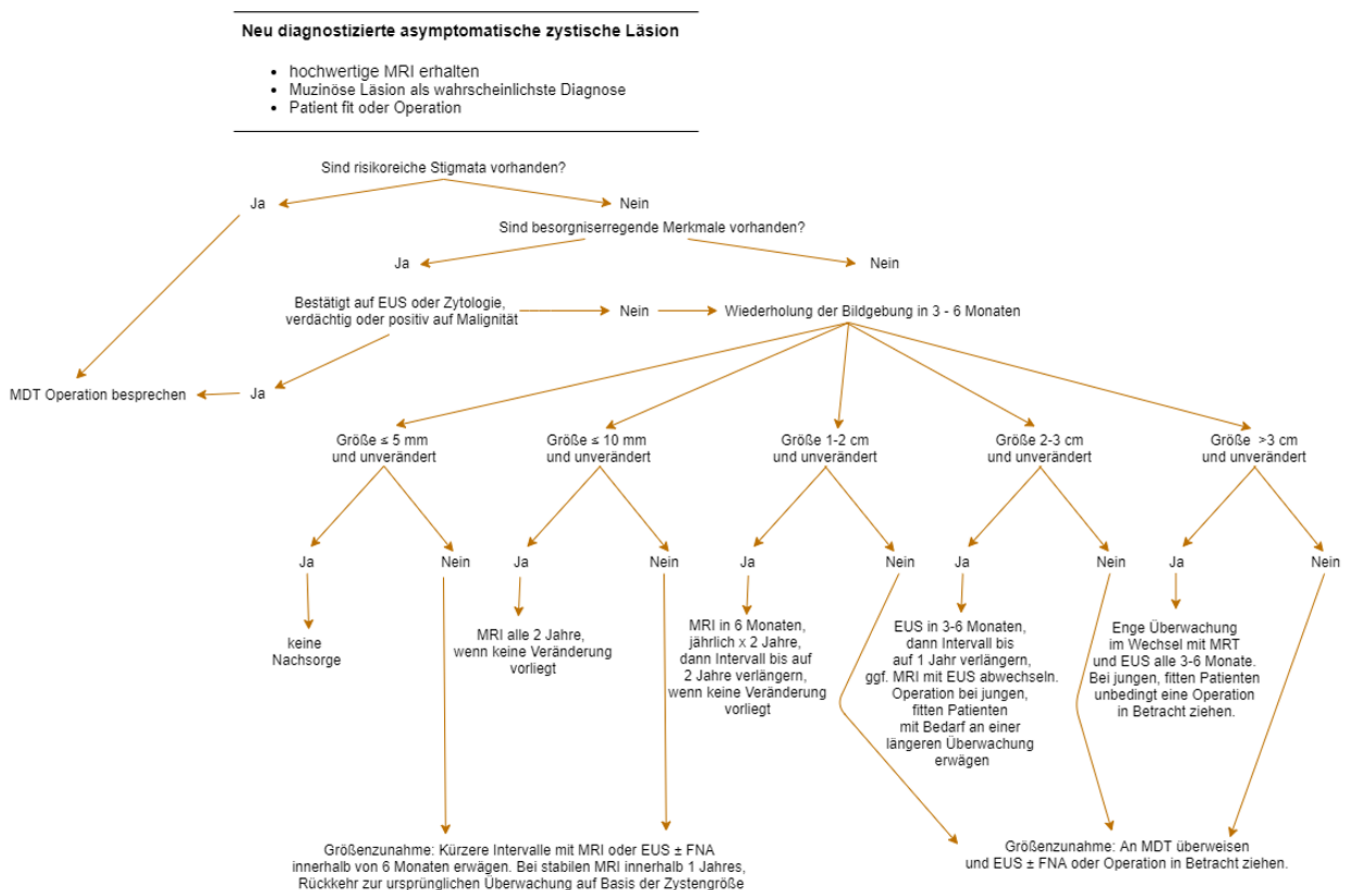 Neu diagnostizierte asymptomatische zystische Läsion
• hochwertige MRI erhalten
• Muzinöse Läsion als wahrscheinlichste Diagnose
• Patient fit oder Operation
Sind risikoreiche Stigmata vorhanden?
Ja
Nein
Sind besorgniserregende Merkmale vorhanden?
Ja
Nein
Bestätigt auf EUS oder Zytologie,
verdächtig oder positiv auf Malignität
Nein
Wiederholung der Bildgebung in 3 - 6 Monaten
MDT Operation besprechen
Ja
Größe ≤ 5 mm
und unverändert
Größe ≤ 10 mm
und unverändert
Größe 1-2 cm
und unverändert
Größe 2-3 cm
und unverändert
Größe >3 cm
und unverändert
Ja
Nein
Ja
Nein
Ja
Nein
Ja
Nein
Ja
Nein
keine
Nachsorge
MRI alle 2 Jahre,
wenn keine Veränderung
vorliegt
MRI in 6 Monaten,
jährlich x 2 Jahre,
dann Intervall bis auf
2 Jahre verlängern,
wenn keine Veränderung
vorliegt
EUS in 3-6 Monaten,
dann Intervall bis
auf 1 Jahr verlängern,
ggf. MRI mit EUS abwechseln.
Operation bei jungen,
fitten Patienten
mit Bedarf an einer
längeren Überwachung
erwägen
Enge Überwachung
im Wechsel mit MRT
und EUS alle 3-6 Monate.
Bei jungen, fitten Patienten
unbedingt eine Operation
in Betracht ziehen.
Größenzunahme: Kürzere Intervalle mit MRI oder EUS ± FNA
innerhalb von 6 Monaten erwägen. Bei stabilen MRI innerhalb 1 Jahres,
Rückkehr zur ursprünglichen Überwachung auf Basis der Zystengröße
Größenzunahme: An MDT überweisen
und EUS ± FNA oder Operation in Betracht ziehen.